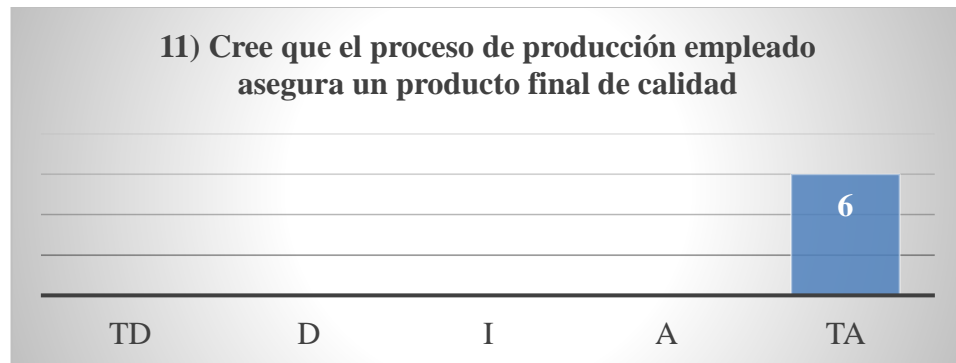 11) Cree que el proceso de producción empleado
asegura un producto final de calidad
6
TD D I A TA